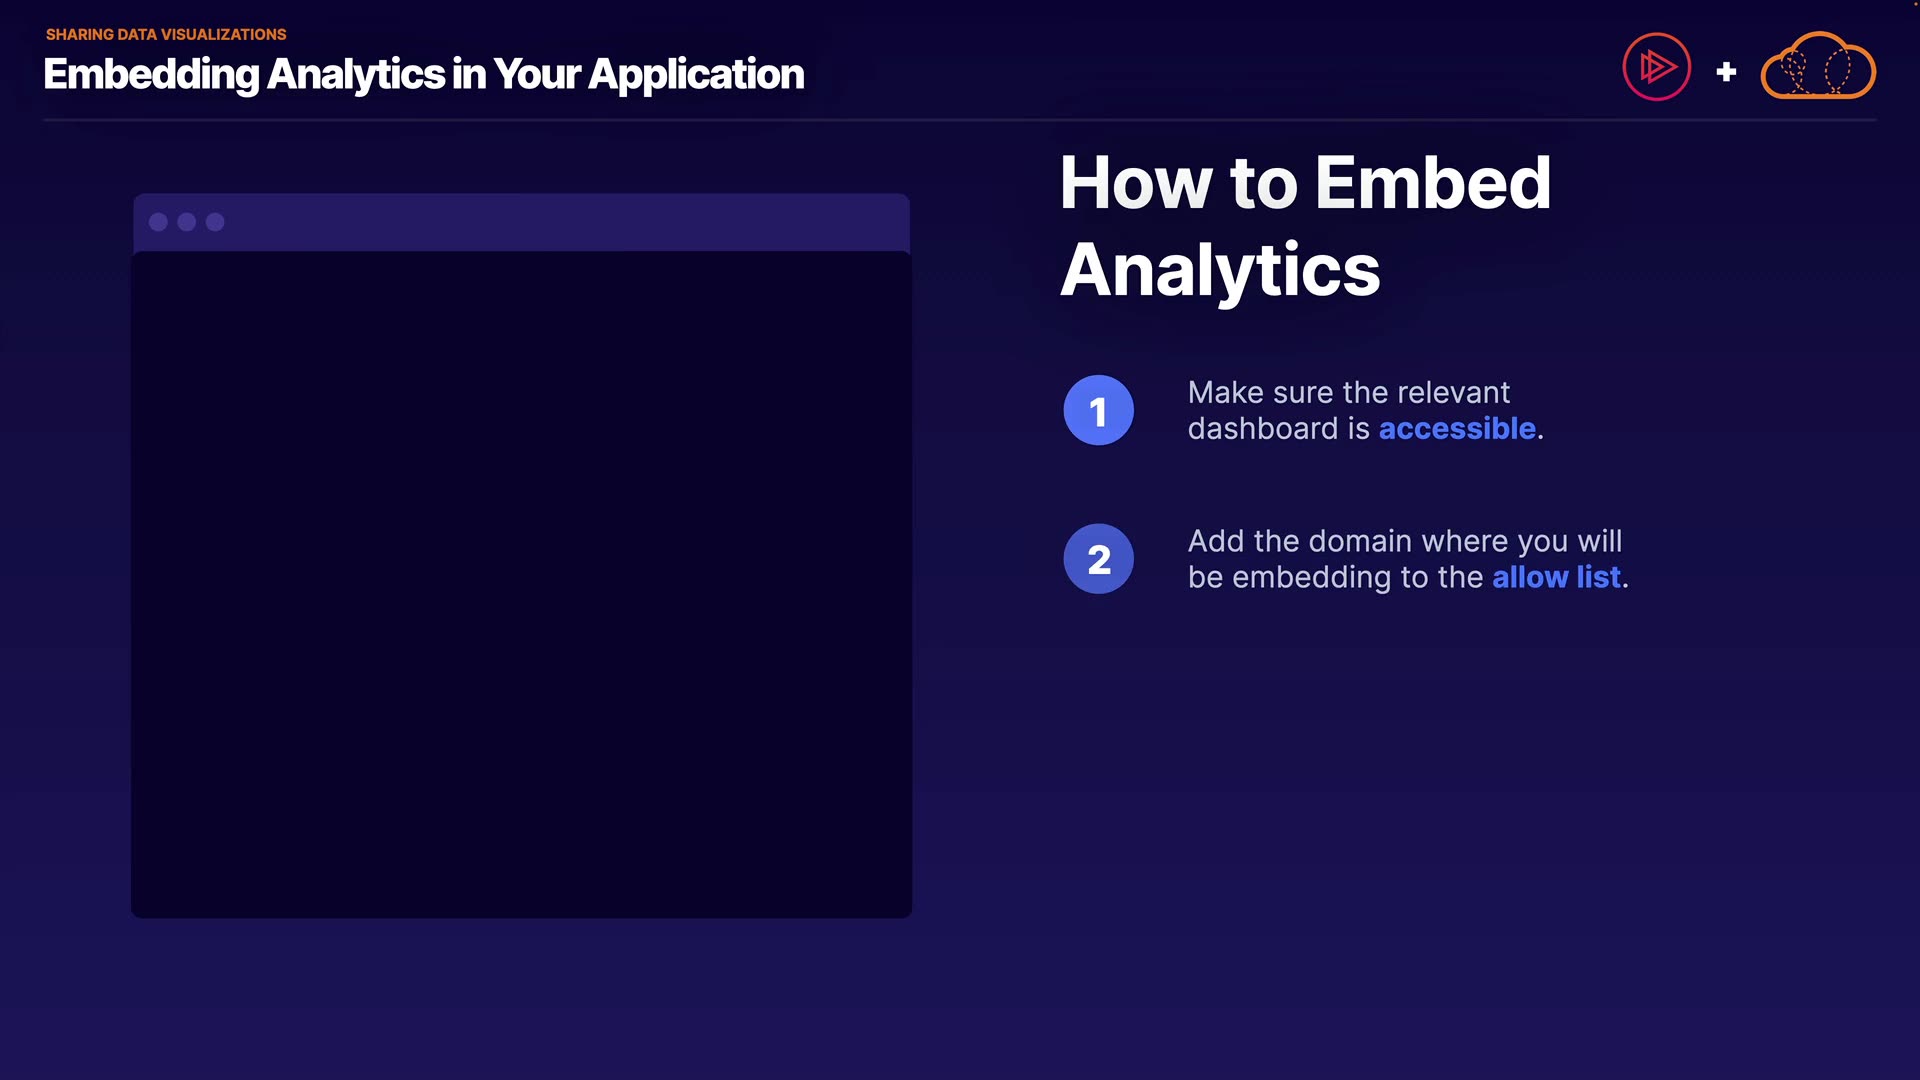 SHARING DATA VISUALIZATIONS
Embedding Analytics in Your Application
+
How to Embed
Analytics
1
Make sure the relevant
dashboard is accessible.
2
Add the domain where you will
be embedding to the allow list.